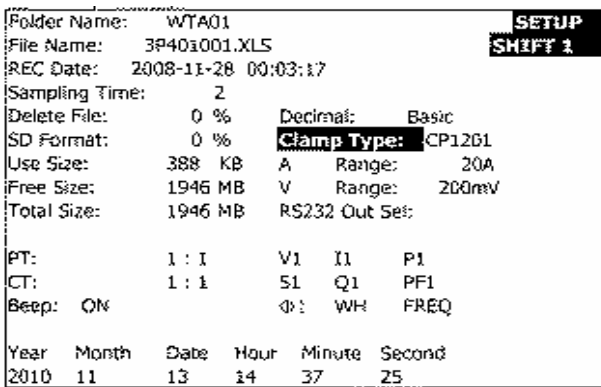 Folder Name: WTA01 SETUP
File Name: 3P401001.XLS SHIFT 1
REC Date: 2008-11-28 00:03:17
Sampling Time: 2
Delete File: 0 % Decimal: Basic
SD Format: 0 % Clamp Type: CP1201
Use Size: 388 KB A Range: 20A
Free Size: 1946 MB V Range: 200mV
Total Size: 1946 MB RS232 Out Set:
PT: 1 : 1 V1 I1 P1
CT: 1 : 1 S1 Q1 PF1
Beep: ON Φ1 WH FREQ
Year Month Date Hour Minute Second
2010 11 13 14 37 25